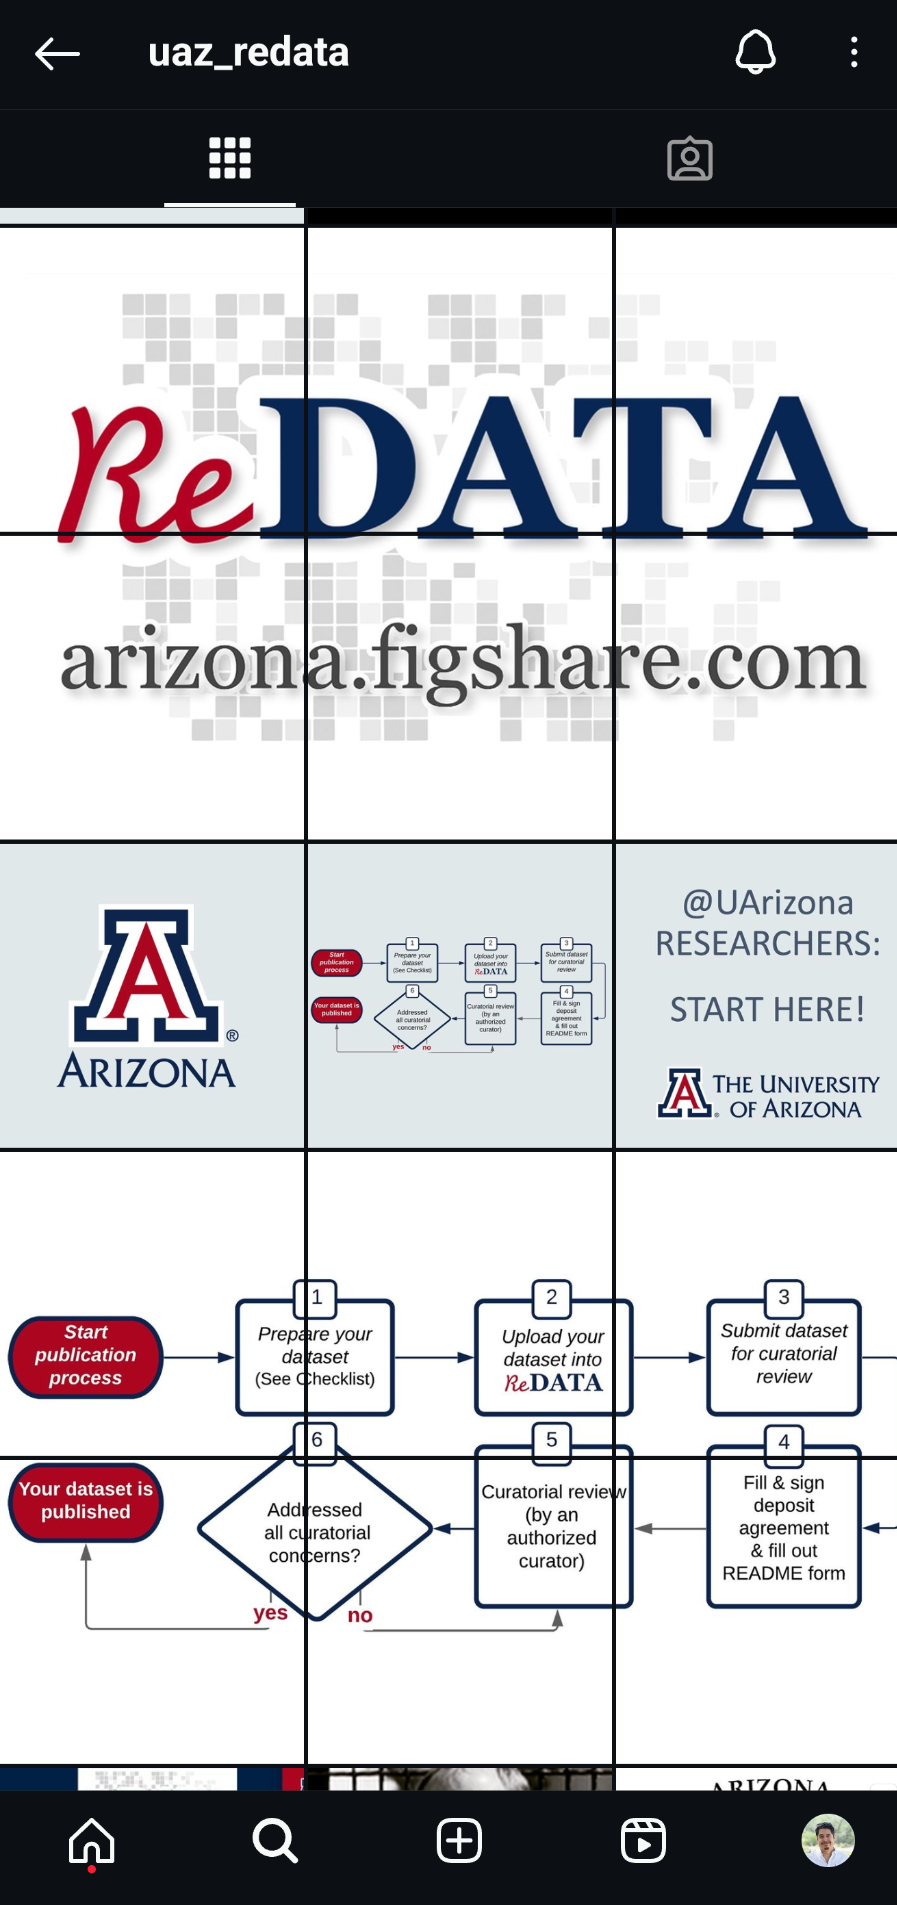 uaz_redata
ReDATA
arizona.figshare.com
ARIZONA
®
Start
publication
process
1
Prepare your
dataset
(See Checklist)
2
Upload your
dataset into
ReDATA
3
Submit dataset
for curatorial
review
Your dataset is
published
6
Addressed
all curatorial
concerns?
yes
no
5
Curatorial review
(by an
authorized
curator)
4
Fill & sign
deposit
agreement
& fill out
README form
@UArizona
RESEARCHERS:
START HERE!
A
THE UNIVERSITY
OF ARIZONA
®
Start
publication
process
1
Prepare your
dataset
(See Checklist)
2
Upload your
dataset into
ReDATA
3
Submit dataset
for curatorial
review
Your dataset is
published
6
Addressed
all curatorial
concerns?
yes
no
5
Curatorial review
(by an
authorized
curator)
4
Fill & sign
deposit
agreement
& fill out
README form
ARIZONA